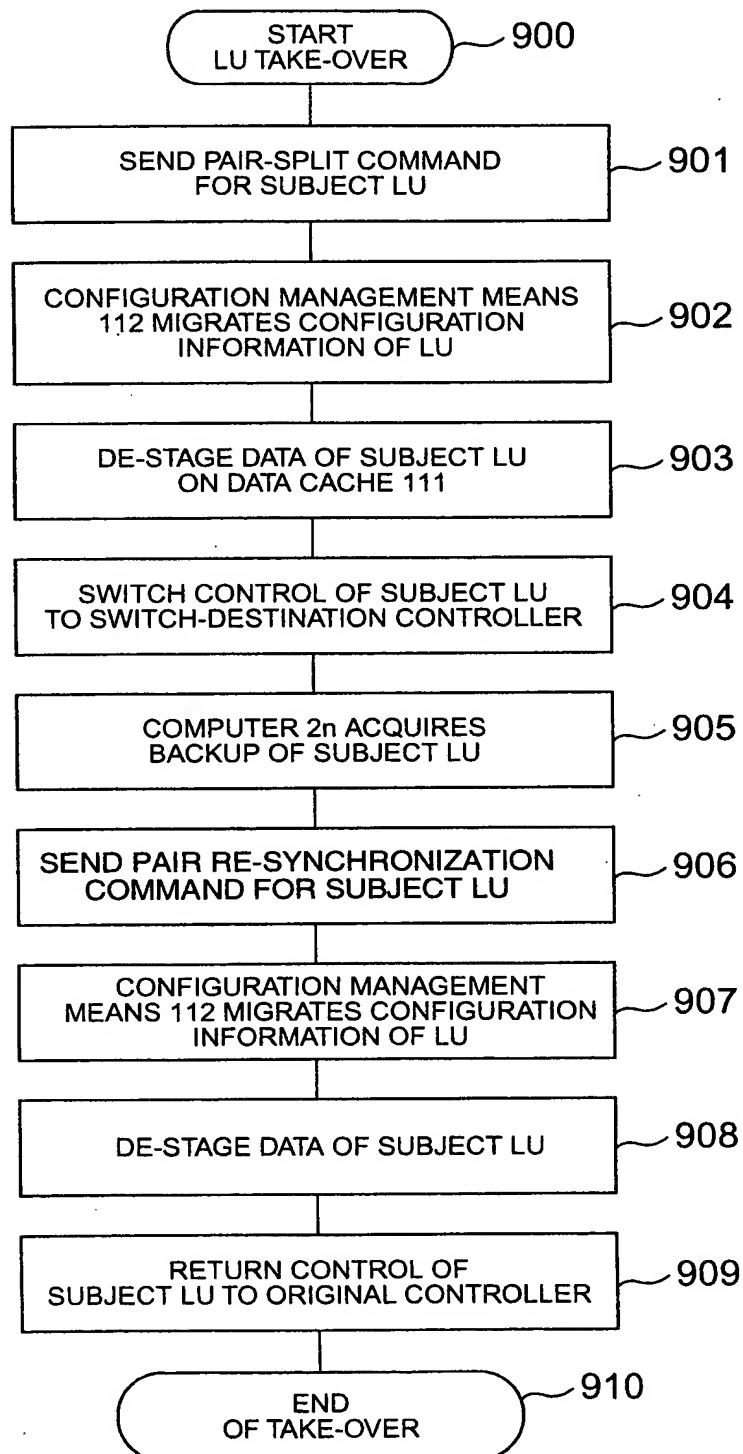 START
LU TAKE-OVER
900
SEND PAIR-SPLIT COMMAND
FOR SUBJECT LU
901
CONFIGURATION MANAGEMENT MEANS
112 MIGRATES CONFIGURATION
INFORMATION OF LU
902
DE-STAGE DATA OF SUBJECT LU
ON DATA CACHE 111
903
SWITCH CONTROL OF SUBJECT LU
TO SWITCH-DESTINATION CONTROLLER
904
COMPUTER 2n ACQUIRES
BACKUP OF SUBJECT LU
905
SEND PAIR RE-SYNCHRONIZATION
COMMAND FOR SUBJECT LU
906
CONFIGURATION MANAGEMENT
MEANS 112 MIGRATES CONFIGURATION
INFORMATION OF LU
907
DE-STAGE DATA OF SUBJECT LU
908
RETURN CONTROL OF
SUBJECT LU TO ORIGINAL CONTROLLER
909
END
OF TAKE-OVER
910